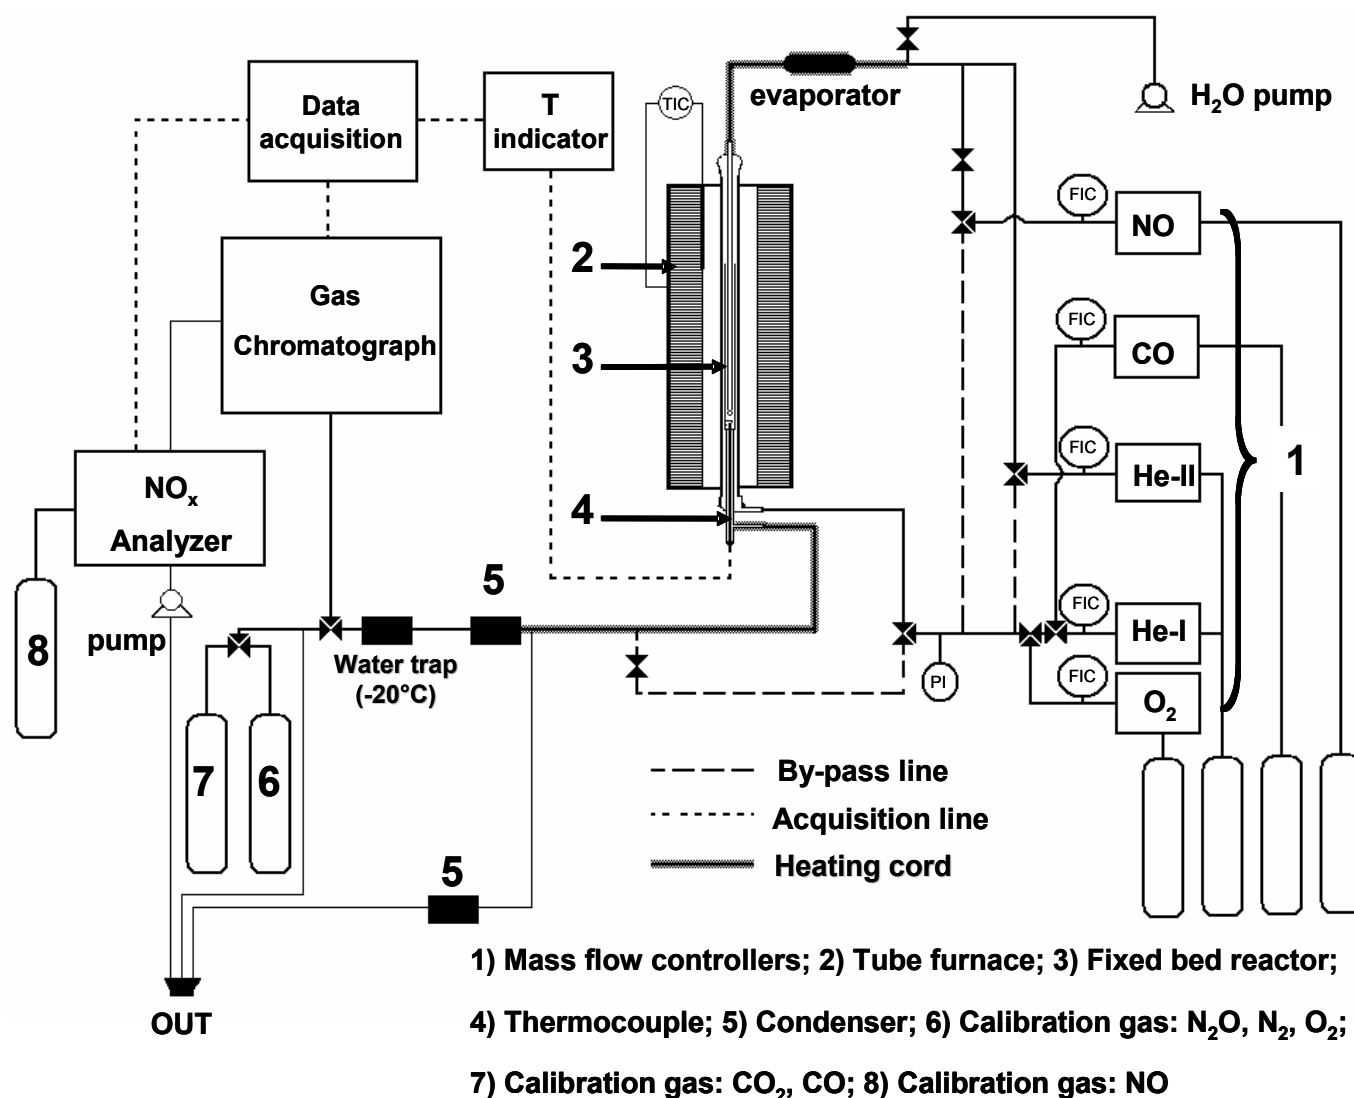 evaporator
H₂O pump
Data
acquisition
T
indicator
TIC
FIC
NO
2
Gas
Chromatograph
FIC
CO
3
FIC
He-II
1
NOₓ
Analyzer
4
5
FIC
He-I
8
pump
Water trap
(-20°C)
PI
FIC
O₂
7
6
By-pass line
Acquisition line
Heating cord
5
OUT
1) Mass flow controllers; 2) Tube furnace; 3) Fixed bed reactor;
4) Thermocouple; 5) Condenser; 6) Calibration gas: N₂O, N₂, O₂;
7) Calibration gas: CO₂, CO; 8) Calibration gas: NO